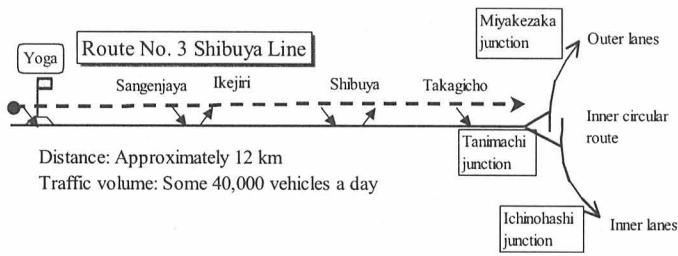 Miyakezaka
junction
Outer lanes
Route No. 3 Shibuya Line
Yoga
Sangenjaya
Ikejiri
Shibuya
Takagicho
Inner circular
route
Tanimachi
junction
Distance: Approximately 12 km
Traffic volume: Some 40,000 vehicles a day
Ichinohashi
junction
Inner lanes